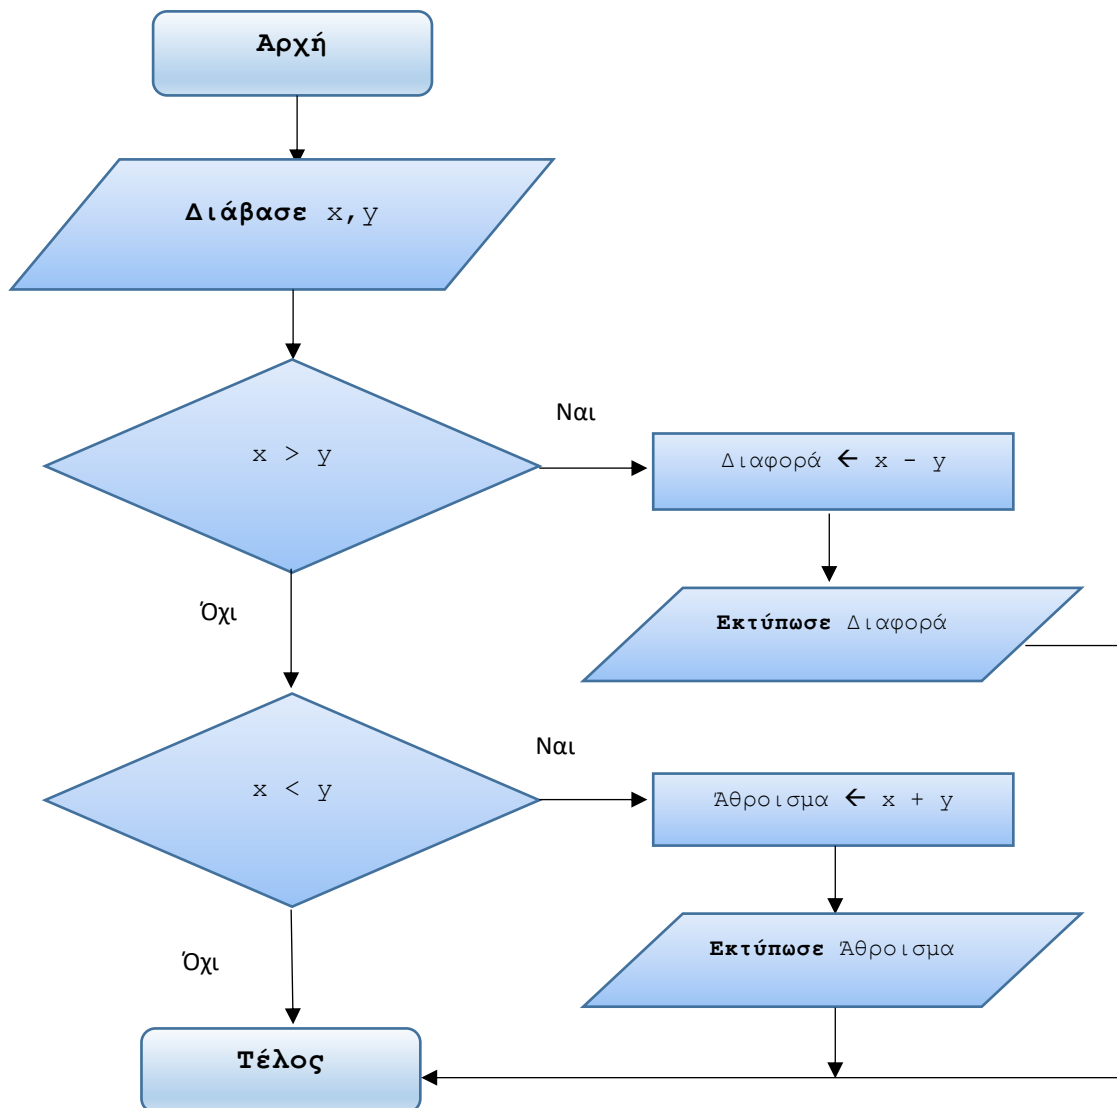 Αρχή
Διάβασε x,y
x > y
Ναι
Διαφορά ← x - y
Εκτύπωσε Διαφορά
Όχι
x < y
Ναι
Άθροισμα ← x + y
Εκτύπωσε Άθροισμα
Όχι
Τέλος